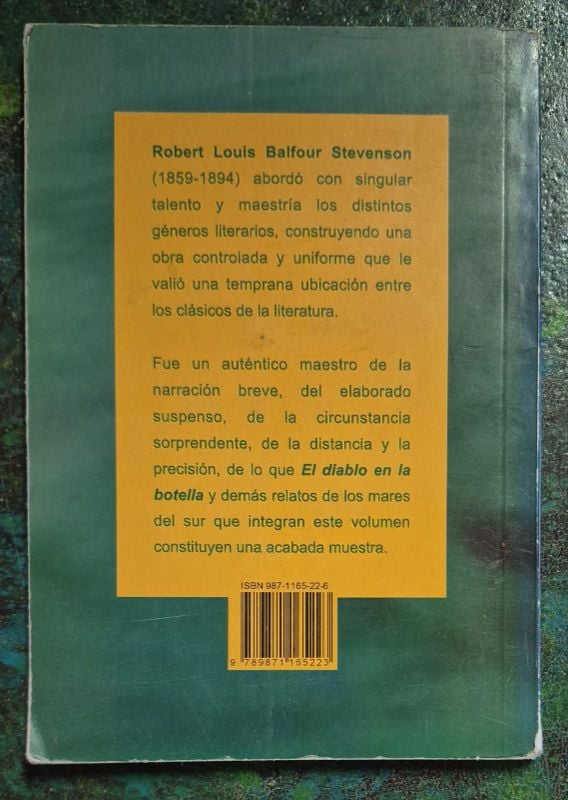 Robert Louis Balfour Stevenson
(1859-1894) abordó con singular
talento y maestría los distintos
géneros literarios, construyendo una
obra controlada y uniforme que le
valió una temprana ubicación entre
los clásicos de la literatura.
Fue un auténtico maestro de la
narración breve, del elaborado
suspenso, de la circunstancia
sorprendente, de la distancia y la
precisión, de lo que El diablo en la
botella y demás relatos de los mares
del sur que integran este volumen
constituyen una acabada muestra.
ISBN 987-1165-22-6
9 789871 165223